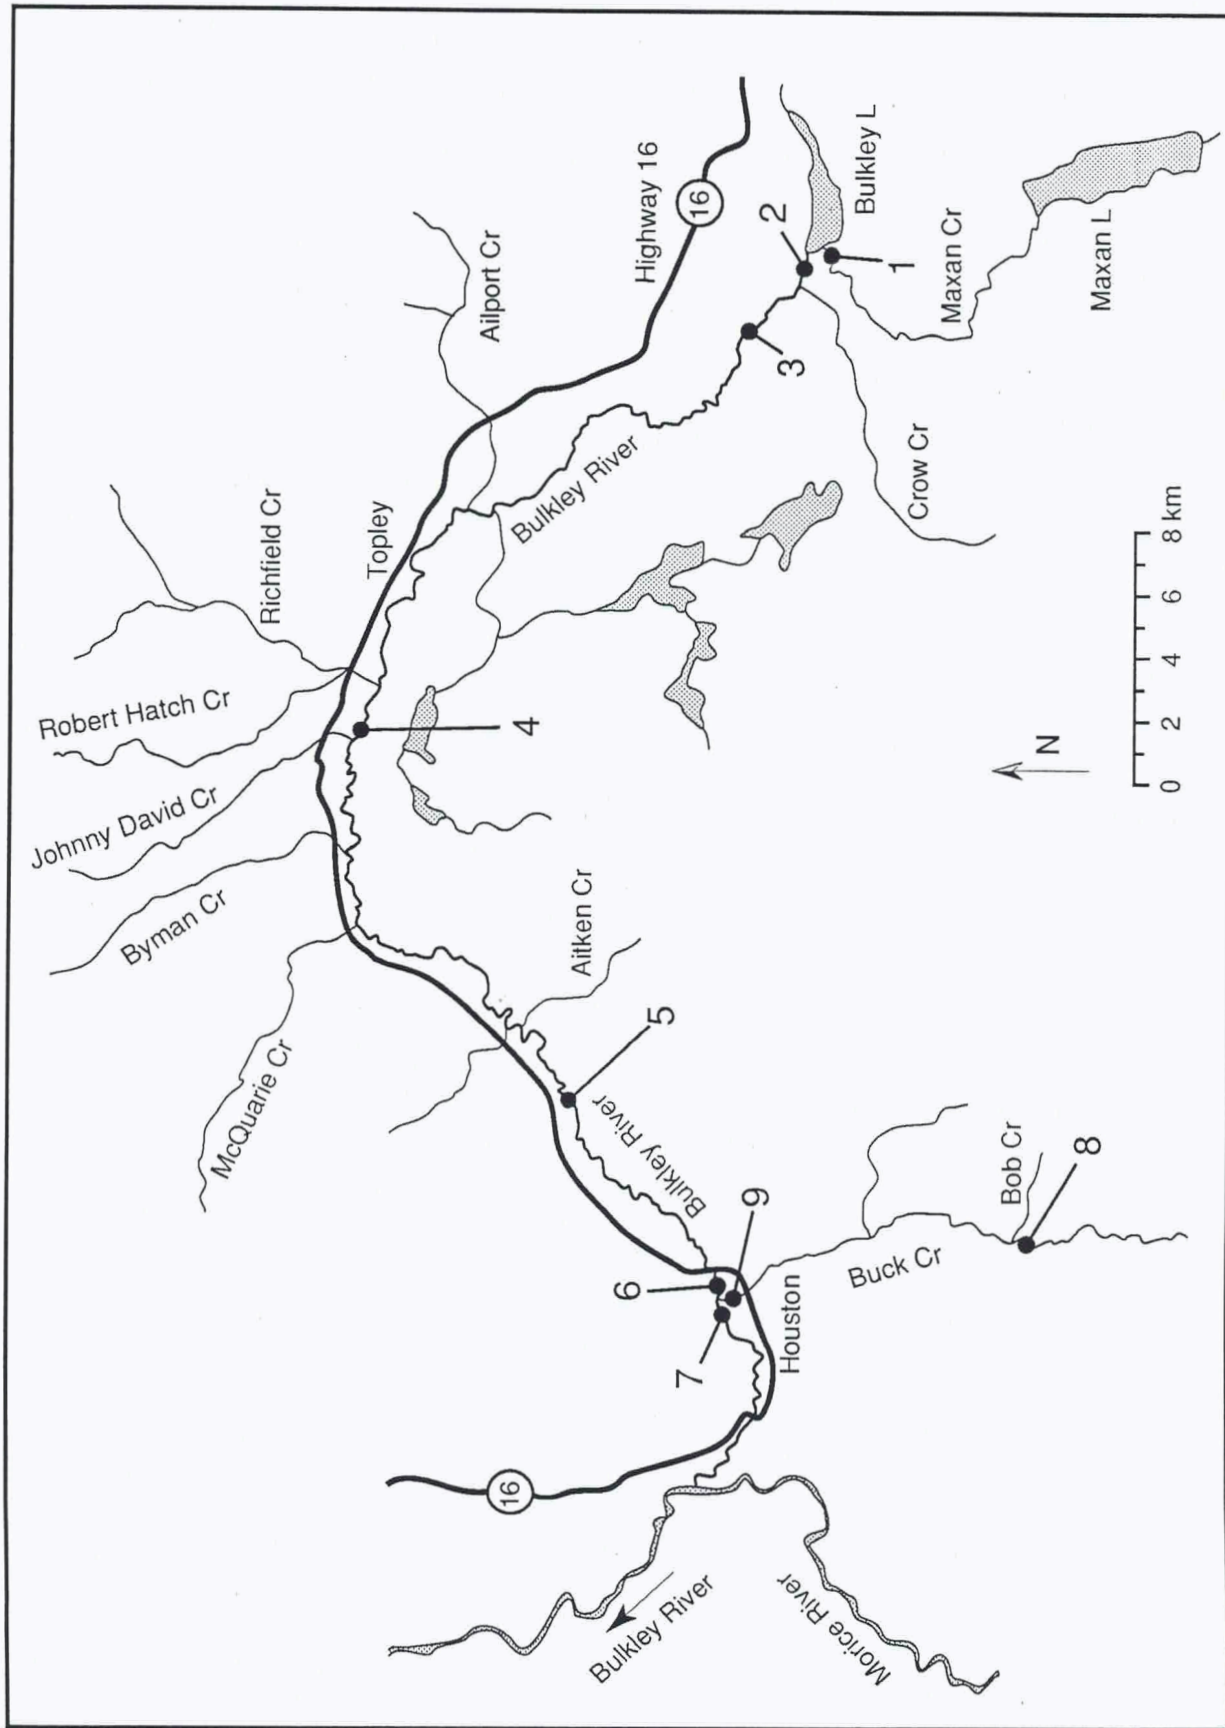 Robert Hatch Cr
Johnny David Cr
Byman Cr
McQuarie Cr
Richfield Cr
Topley
Ailport Cr
Highway 16
16
Bulkley L
2
1
3
Maxan Cr
Maxan L
Crow Cr
Bulkley River
4
Aitken Cr
5
Bulkley River
6
9
7
Houston
Buck Cr
Bob Cr
8
16
Bulkley River
Morice River
N
0 2 4 6 8 km